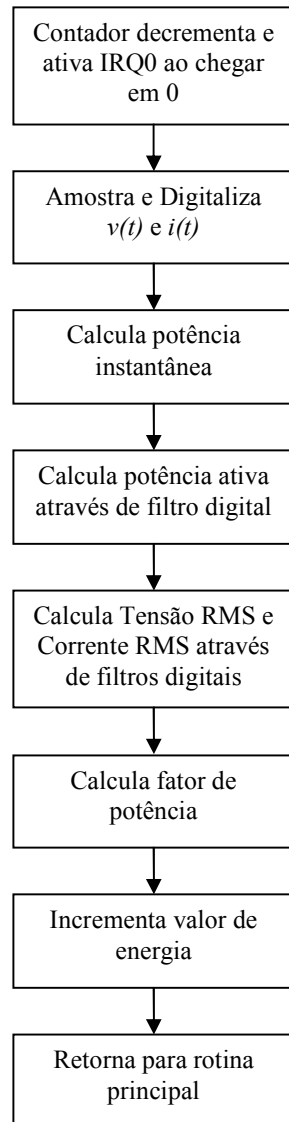 Contador decrementa e
ativa IRQ0 ao chegar
em 0
Amostra e Digitaliza
v(t) e i(t)
Calcula potência
instantânea
Calcula potência ativa
através de filtro digital
Calcula Tensão RMS e
Corrente RMS através
de filtros digitais
Calcula fator de
potência
Incrementa valor de
energia
Retorna para rotina
principal